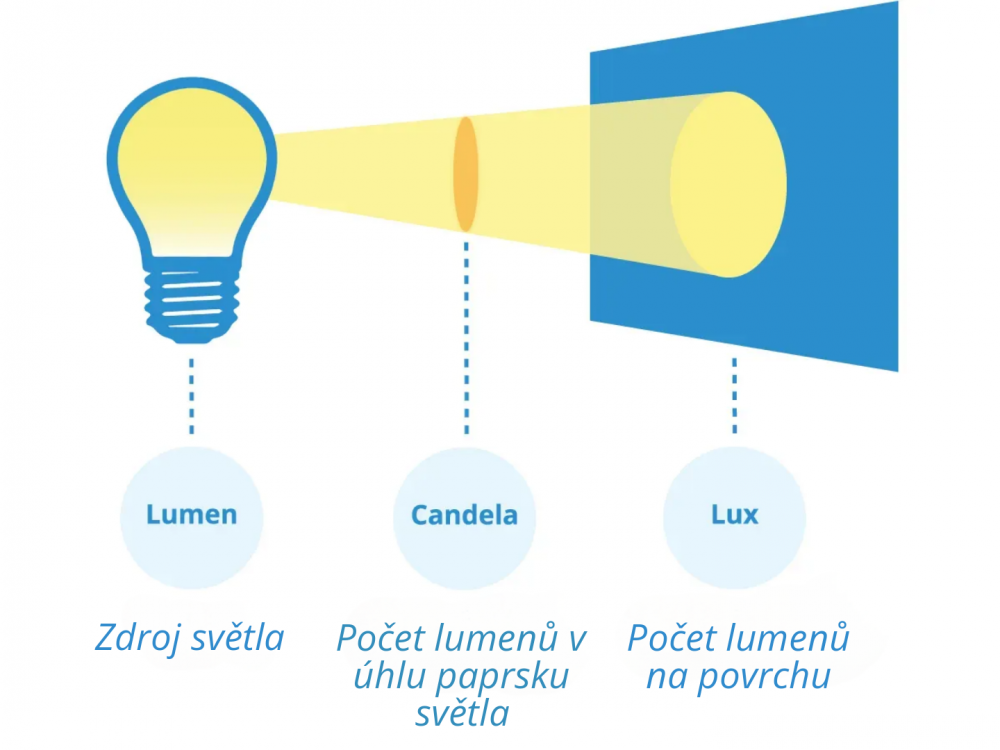 Lumen
Candela
Lux
Zdroj světla
Počet lumenů v
úhlu paprsku
světla
Počet lumenů
na povrchu